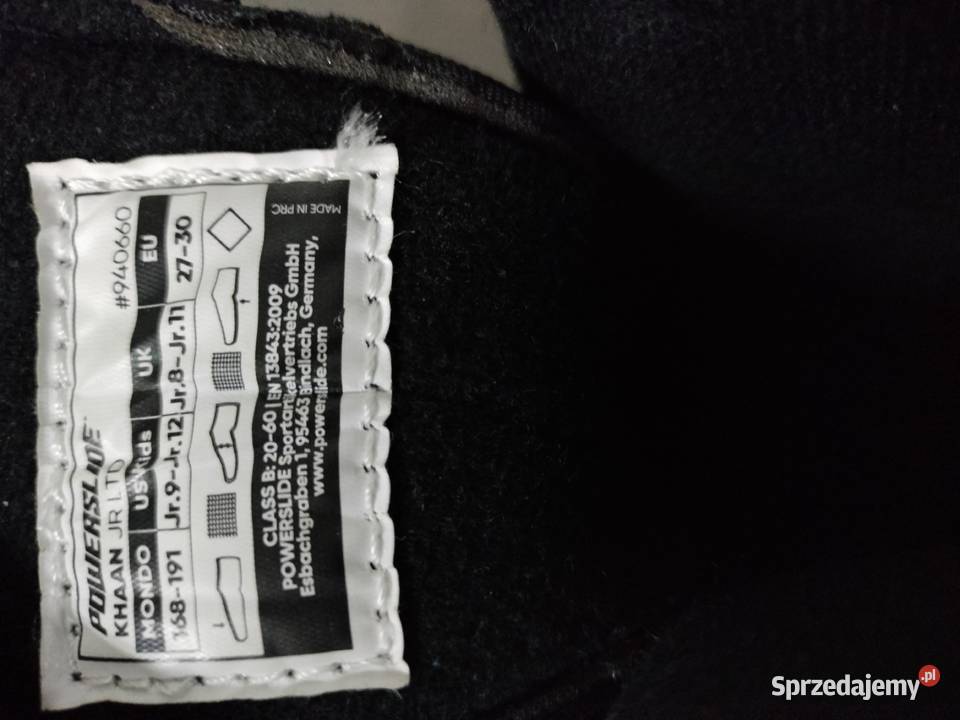 POWERSLIDE
KHAAN JR LTD #940660
MONDO US Kids UK EU
168-191 Jr.9-Jr.12 Jr.8-Jr.11 27-30
CLASS B: 20-60 | EN 13843:2009
POWERSLIDE Sportartikelvertriebs GmbH
Esbachgraben 1, 95463 Bindlach, Germany,
www.powerslide.com
MADE IN PRC
Sprzedajemy.pl